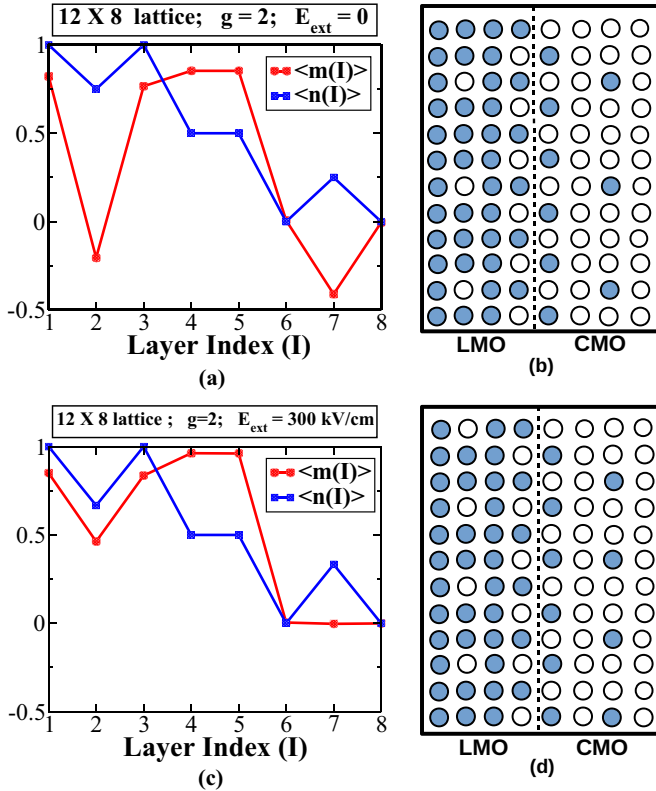 12 X 8 lattice; g = 2; E_ext = 0
1
0.5
0
-0.5
<m(I)>
<n(I)>
1 2 3 4 5 6 7 8
Layer Index (I)
(a)
LMO CMO
(b)
12 X 8 lattice ; g=2; E_ext = 300 kV/cm
1
0.5
0
-0.5
<m(I)>
<n(I)>
1 2 3 4 5 6 7 8
Layer Index (I)
(c)
LMO CMO
(d)